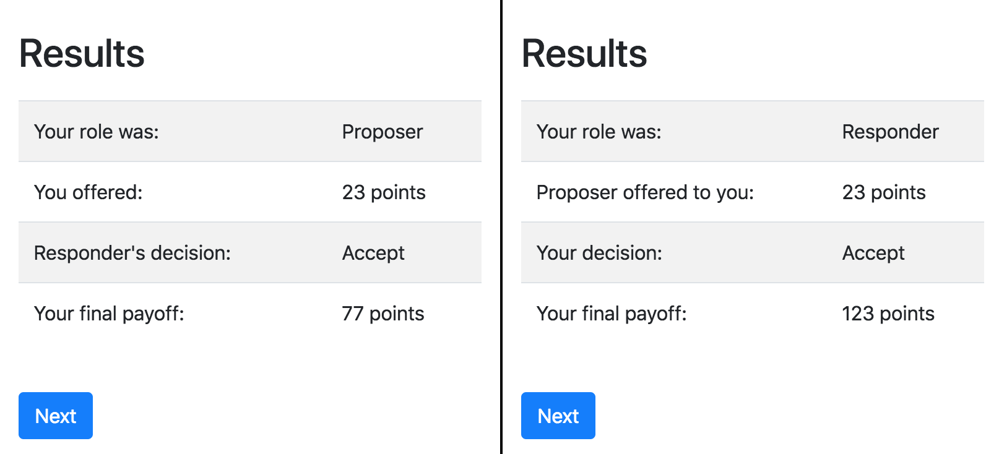 Results
Your role was: Proposer
You offered: 23 points
Responder's decision: Accept
Your final payoff: 77 points
Next
Results
Your role was: Responder
Proposer offered to you: 23 points
Your decision: Accept
Your final payoff: 123 points
Next